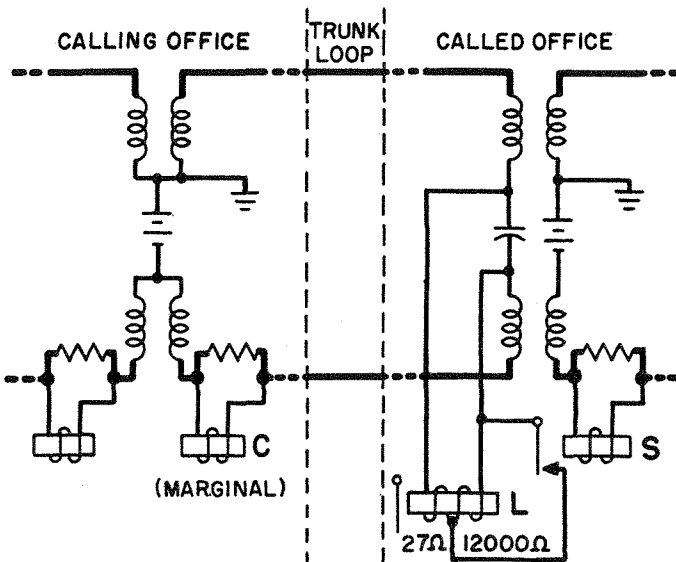 CALLING OFFICE
TRUNK
LOOP
CALLED OFFICE
C
(MARGINAL)
L
S
27Ω 12000Ω